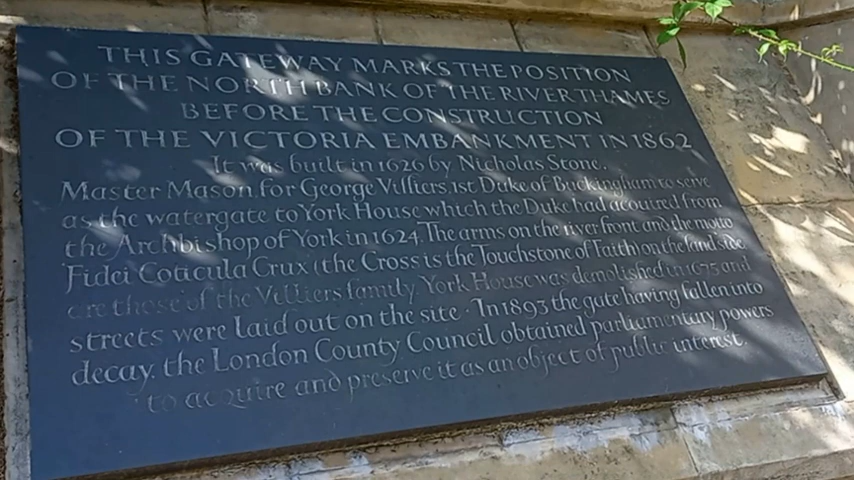 THIS GATEWAY MARKS THE POSITION
OF THE NORTH BANK OF THE RIVER THAMES
BEFORE THE CONSTRUCTION
OF THE VICTORIA EMBANKMENT IN 1862
It was built in 1626 by Nicholas Stone,
Master Mason for George Villiers, 1st Duke of Buckingham to serve
as the watergate to York House which the Duke had acquired from
the Archbishop of York in 1624. The arms on the river front and the motto
Fidei Coticula Crux (the Cross is the Touchstone of Faith) on the land side
are those of the Villiers family. York House was demolished in 1675 and
streets were laid out on the site · In 1893 the gate having fallen into
decay, the London County Council obtained parliamentary powers
to acquire and preserve it as an object of public interest.